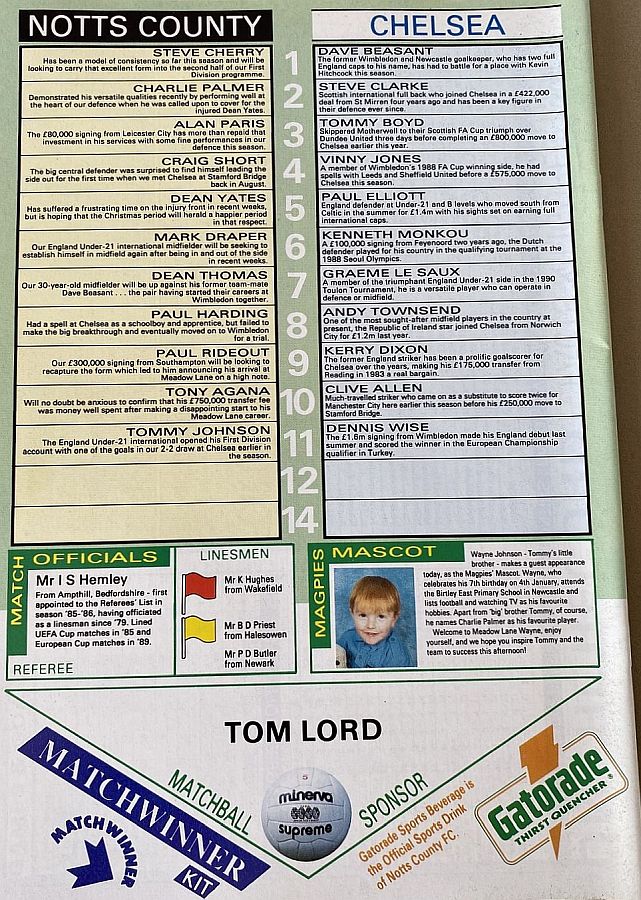 NOTTS COUNTY
STEVE CHERRY
Has been a model of consistency so far this season and will be
looking to carry that excellent form into the second half of our First
Division programme.
CHARLIE PALMER
Demonstrated his versatile qualities recently by performing well at
the heart of our defence when he was called upon to cover for the
injured Dean Yates.
ALAN PARIS
The £80,000 signing from Leicester City has more than repaid that
investment in his services with some fine performances in our
defence this season.
CRAIG SHORT
The big central defender was surprised to find himself leading the
side out for the first time when we met Chelsea at Stamford Bridge
back in August.
DEAN YATES
Has suffered a frustrating time on the injury front in recent weeks,
but is hoping that the Christmas period will herald a happier period
in that respect.
MARK DRAPER
Our England Under-21 international midfielder will be seeking to
establish himself in midfield again after being in and out of the side
in recent weeks.
DEAN THOMAS
Our 30-year-old midfielder will be up against his former team-mate
Dave Beasant . . . the pair having started their careers at
Wimbledon together.
PAUL HARDING
Had a spell at Chelsea as a schoolboy and apprentice, but failed to
make the big breakthrough and eventually moved on to Wimbledon
for a trial.
PAUL RIDEOUT
Our £300,000 signing from Southampton will be looking to
recapture the form which led to him announcing his arrival at
Meadow Lane on a high note.
TONY AGANA
Will no doubt be anxious to confirm that his £750,000 transfer fee
was money well spent after making a disappointing start to his
Meadow Lane career.
TOMMY JOHNSON
The England Under-21 international opened his First Division
account with one of the goals in our 2-2 draw at Chelsea earlier in
the season.
1
2
3
4
5
6
7
8
9
10
11
12
14
CHELSEA
DAVE BEASANT
The former Wimbledon and Newcastle goalkeeper, who has two full
England caps to his name, has had to battle for a place with Kevin
Hitchcock this season.
STEVE CLARKE
Scottish international full back who joined Chelsea in a £422,000
deal from St Mirren four years ago and has been a key figure in
their defence ever since.
TOMMY BOYD
Skippered Motherwell to their Scottish FA Cup triumph over
Dundee United three days before completing an £800,000 move to
Chelsea earlier this year.
VINNY JONES
A member of Wimbledon's 1988 FA Cup winning side, he had
spells with Leeds and Sheffield United before a £575,000 move to
Chelsea this season.
PAUL ELLIOTT
England defender at Under-21 and B levels who moved south from
Celtic in the summer for £1.4m with his sights set on earning full
international caps.
KENNETH MONKOU
A £100,000 signing from Feyenoord two years ago, the Dutch
defender played for his country in the qualifying tournament at the
1988 Seoul Olympics.
GRAEME LE SAUX
A member of the triumphant England Under-21 side in the 1990
Toulon Tournament, he is a versatile player who can operate in
defence or midfield.
ANDY TOWNSEND
One of the most sought-after midfield players in the country at
present, the Republic of Ireland star joined Chelsea from Norwich
City for £1.2m last year.
KERRY DIXON
The former England striker has been a prolific goalscorer for
Chelsea over the years, making his £175,000 transfer from
Reading in 1983 a real bargain.
CLIVE ALLEN
Much-travelled striker who came on as a substitute to score twice for
Manchester City here earlier this season before his £250,000 move to
Stamford Bridge.
DENNIS WISE
The £1.6m signing from Wimbledon made his England debut last
summer and scored the winner in the European Championship
qualifier in Turkey.
MATCH OFFICIALS
Mr I S Hemley
From Ampthill, Bedfordshire - first
appointed to the Referees' List in
season '85-'86, having officiated
as a linesman since '79. Lined
UEFA Cup matches in '85 and
European Cup matches in '89.
REFEREE
LINESMEN
Mr K Hughes
from Wakefield
Mr B D Priest
from Halesowen
Mr P D Butler
from Newark
MAGPIES MASCOT
Wayne Johnson - Tommy's little
brother - makes a guest appearance
today, as the Magpies' Mascot. Wayne, who
celebrates his 7th birthday on 4th January, attends
the Birtley East Primary School in Newcastle and
lists football and watching TV as his favourite
hobbies. Apart from 'big' brother Tommy, of course,
he names Charlie Palmer as his favourite player.
Welcome to Meadow Lane Wayne, enjoy
yourself, and we hope you inspire Tommy and the
team to success this afternoon!
TOM LORD
MATCHBALL SPONSOR
5
minerva
supreme
MATCHWINNER
KIT
MATCHWINNER
Gatorade Sports Beverage is
the Official Sports Drink
of Notts County FC.
Gatorade®
THIRST QUENCHER